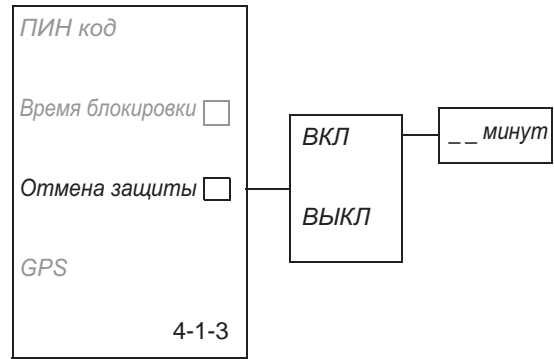 ПИН код
Время блокировки
Отмена защиты
GPS
4-1-3
ВКЛ
ВЫКЛ
_ _ минут